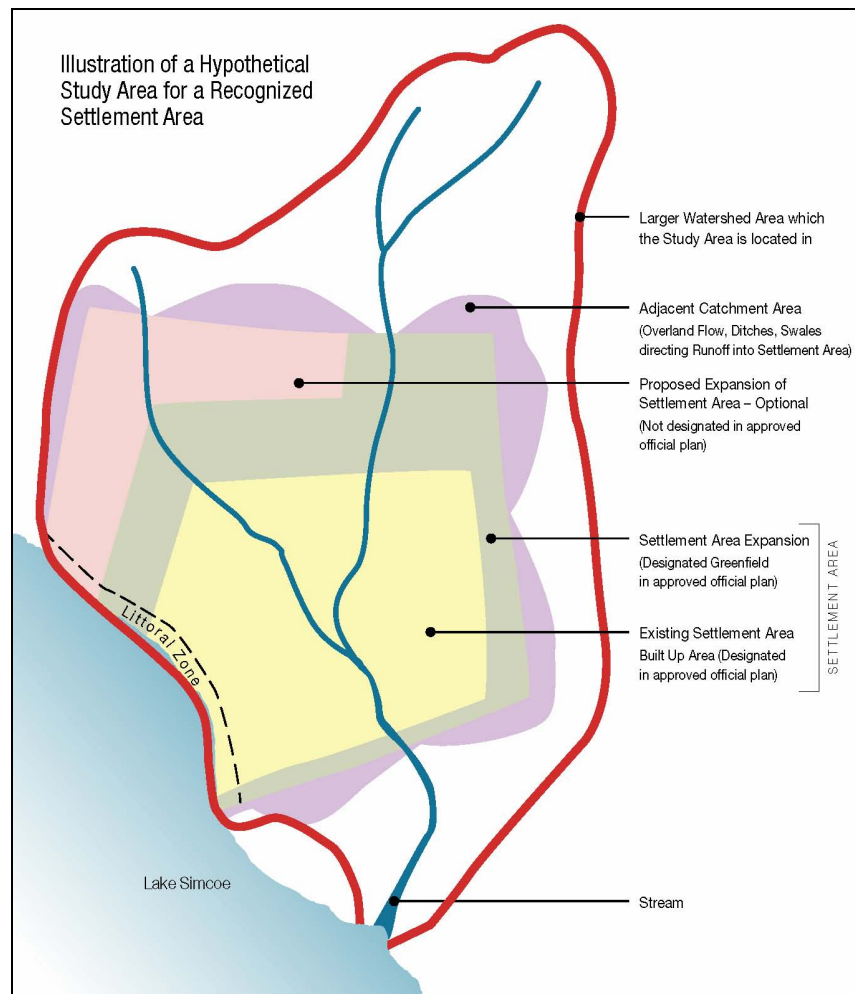 Illustration of a Hypothetical
Study Area for a Recognized
Settlement Area
Larger Watershed Area which
the Study Area is located in
Adjacent Catchment Area
(Overland Flow, Ditches, Swales
directing Runoff into Settlement Area)
Proposed Expansion of
Settlement Area – Optional
(Not designated in approved
official plan)
Settlement Area Expansion
(Designated Greenfield
in approved official plan)
Existing Settlement Area
Built Up Area (Designated
in approved official plan)
SETTLEMENT AREA
Littoral Zone
Lake Simcoe
Stream